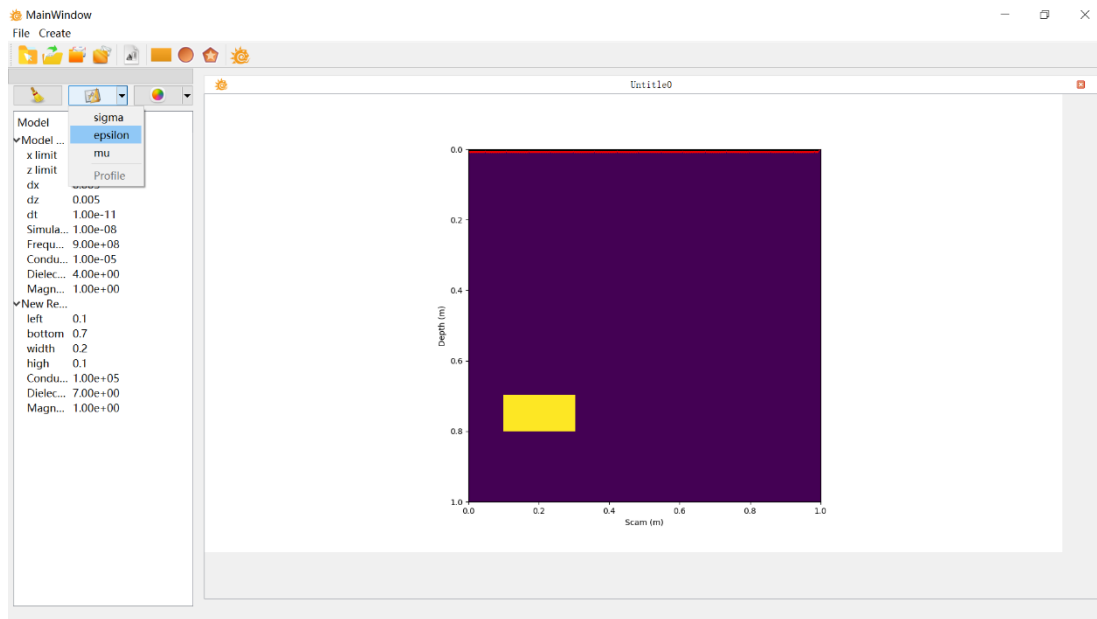 MainWindow
File Create
Untitle0
sigma
epsilon
mu
Profile
Model
Model ...
x limit
z limit
dx
dz 0.005
dt 1.00e-11
Simula... 1.00e-08
Frequ... 9.00e+08
Condu... 1.00e-05
Dielec... 4.00e+00
Magn... 1.00e+00
New Re...
left 0.1
bottom 0.7
width 0.2
high 0.1
Condu... 1.00e+05
Dielec... 7.00e+00
Magn... 1.00e+00
0.0
0.2
0.4
0.6
0.8
1.0
Depth (m)
0.0 0.2 0.4 0.6 0.8 1.0
Scam (m)